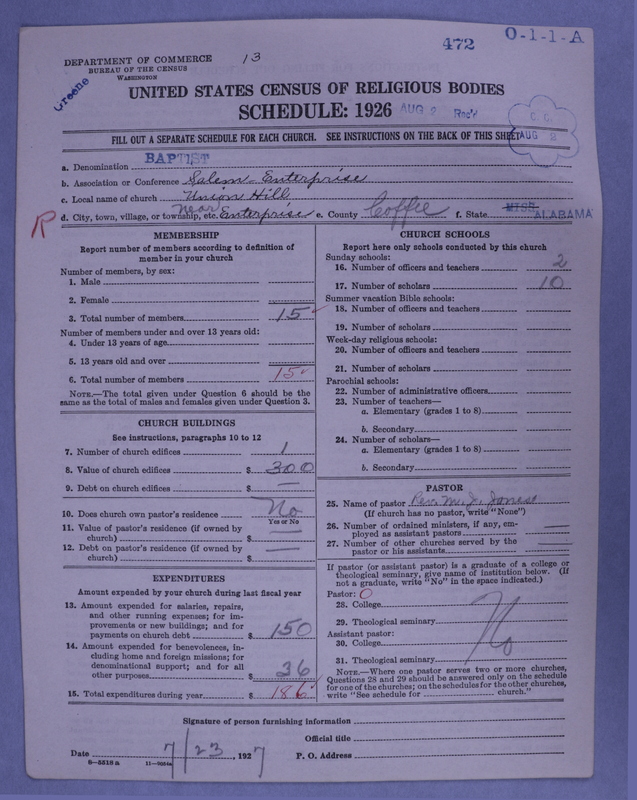 472 O-1-1-A
DEPARTMENT OF COMMERCE 13
BUREAU OF THE CENSUS
WASHINGTON
Greene
UNITED STATES CENSUS OF RELIGIOUS BODIES
SCHEDULE: 1926 AUG 2 Rec'd
C. C.
AUG 2
FILL OUT A SEPARATE SCHEDULE FOR EACH CHURCH. SEE INSTRUCTIONS ON THE BACK OF THIS SHEET
a. Denomination BAPTIST
b. Association or Conference Salem-Enterprise
c. Local name of church Union Hill
R d. City, town, village, or township, etc. near Enterprise e. County Coffee f. State MISS. ALABAMA
MEMBERSHIP
Report number of members according to definition of
member in your church
Number of members, by sex:
1. Male
2. Female
3. Total number of members 15
Number of members under and over 13 years old:
4. Under 13 years of age
5. 13 years old and over
6. Total number of members 15
NOTE.—The total given under Question 6 should be the
same as the total of males and females given under Question 3.
CHURCH BUILDINGS
See instructions, paragraphs 10 to 12
7. Number of church edifices 1
8. Value of church edifices $ 300
9. Debt on church edifices $ —
10. Does church own pastor's residence No
Yes or No
11. Value of pastor's residence (if owned by
church) $ —
12. Debt on pastor's residence (if owned by
church) $ —
EXPENDITURES
Amount expended by your church during last fiscal year
13. Amount expended for salaries, repairs,
and other running expenses; for im-
provements or new buildings; and for
payments on church debt $ 150
14. Amount expended for benevolences, in-
cluding home and foreign missions; for
denominational support; and for all
other purposes $ 36
15. Total expenditures during year $ 186
CHURCH SCHOOLS
Report here only schools conducted by this church
Sunday schools:
16. Number of officers and teachers 2
17. Number of scholars 10
Summer vacation Bible schools:
18. Number of officers and teachers
19. Number of scholars
Week-day religious schools:
20. Number of officers and teachers
21. Number of scholars
Parochial schools:
22. Number of administrative officers
23. Number of teachers—
a. Elementary (grades 1 to 8)
b. Secondary
24. Number of scholars—
a. Elementary (grades 1 to 8)
b. Secondary
PASTOR
25. Name of pastor Rev. M. J. Jones
(If church has no pastor, write "None")
26. Number of ordained ministers, if any, em-
ployed as assistant pastors —
27. Number of other churches served by the
pastor or his assistants —
If pastor (or assistant pastor) is a graduate of a college or
theological seminary, give name of institution below. (If
not a graduate, write "No" in the space indicated.)
Pastor: O
28. College
29. Theological seminary No
Assistant pastor:
30. College
31. Theological seminary
NOTE.—Where one pastor serves two or more churches,
Questions 28 and 29 should be answered only on the schedule
for one of the churches; on the schedules for the other churches,
write "See schedule for church."
Signature of person furnishing information
Official title
Date 7/23, 1927 P. O. Address
8-5518a